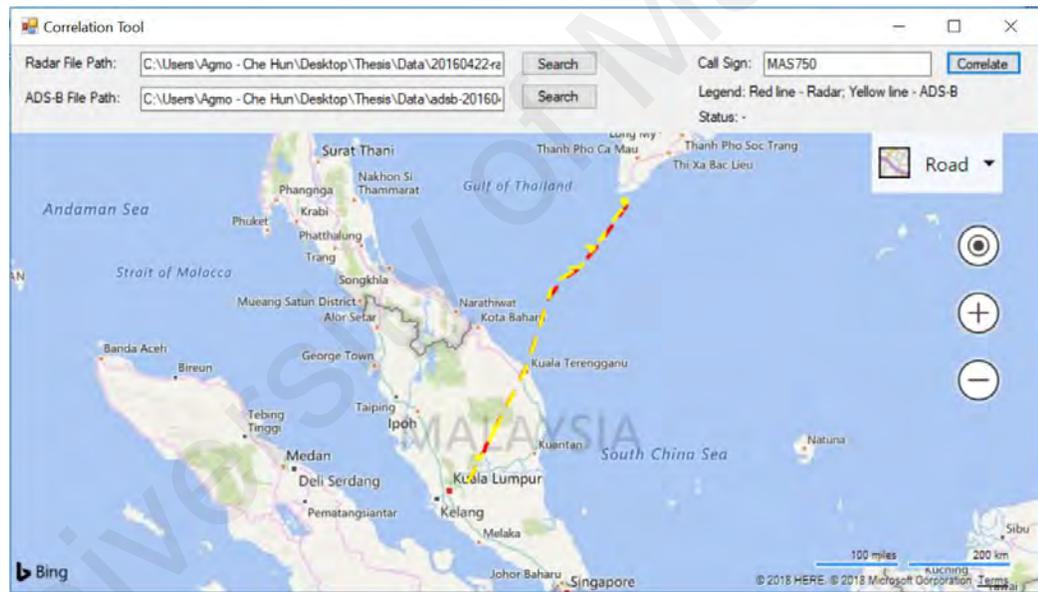 Correlation Tool
Radar File Path: C:\Users\Agmo - Che Hun\Desktop\Thesis\Data\20160422-ra Search Call Sign: MAS750 Correlate
ADS-B File Path: C:\Users\Agmo - Che Hun\Desktop\Thesis\Data\adsb-20160 Search Legend: Red line - Radar; Yellow line - ADS-B
Status: -
Long My
Surat Thani Thanh Pho Ca Mau Thanh Pho Soc Trang
Thi Xa Bac Lieu
Road
Nakhon Si
Thammarat
Phangnga
Gulf of Thailand
Andaman Sea
Krabi
Phuket
Phatthalung
Trang
Strait of Malacca
AN
Songkhla
Mueang Satun District
Narathiwat
Alor Setar
Kota Baharu
Banda Aceh
George Town
Bireun
Kuala Terengganu
Taiping
Tebing
Tinggi
Ipoh
MALAYSIA
Kuantan
Natuna
South China Sea
Medan
Deli Serdang
Kuala Lumpur
Pematangsiantar
Kelang
Melaka
Sibu
100 miles 200 km
Bing
Johor Baharu
Singapore
Kuching
© 2018 HERE © 2018 Microsoft Corporation Terms
University of M